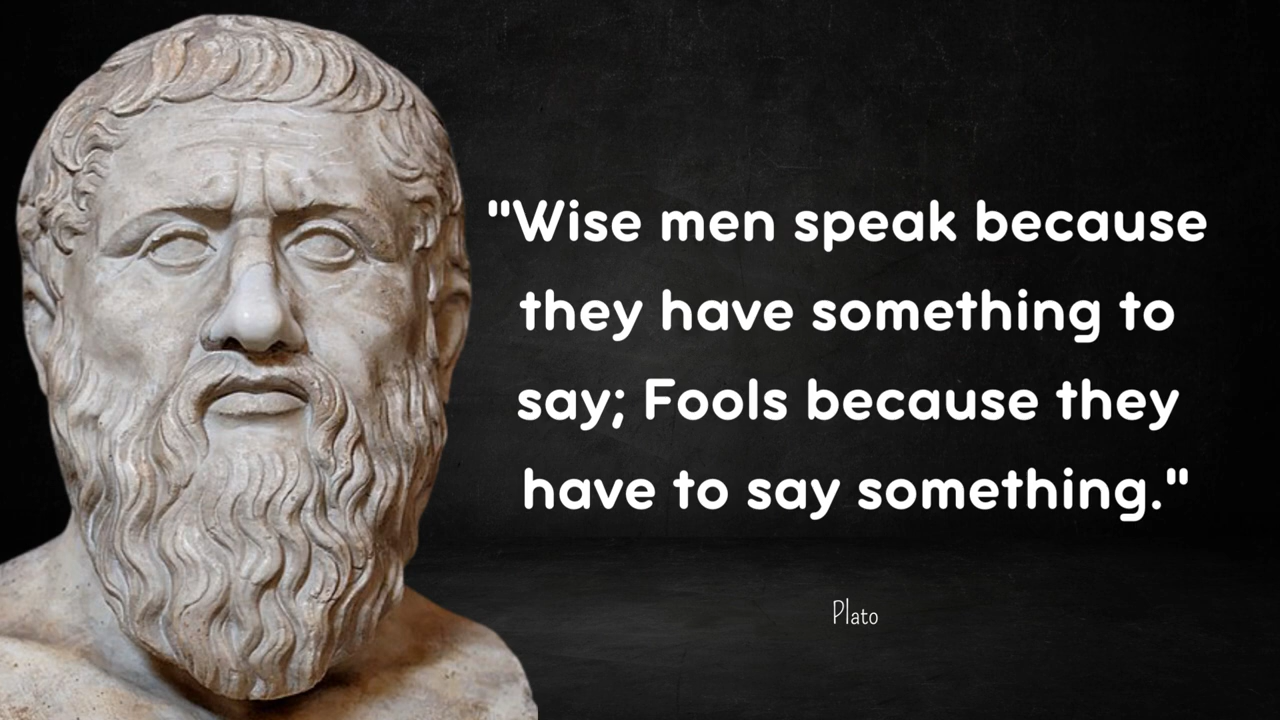 "Wise men speak because
they have something to
say; Fools because they
have to say something."
Plato